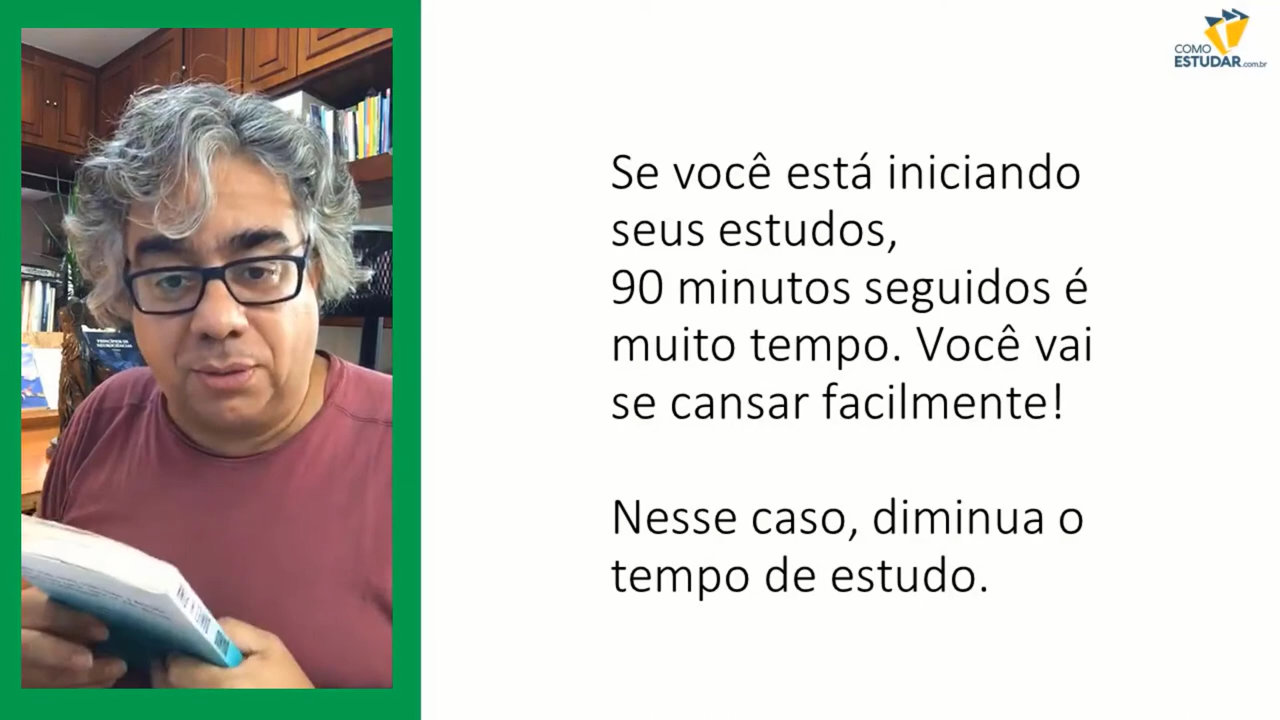 COMO
ESTUDAR.com.br
Se você está iniciando
seus estudos,
90 minutos seguidos é
muito tempo. Você vai
se cansar facilmente!
Nesse caso, diminua o
tempo de estudo.